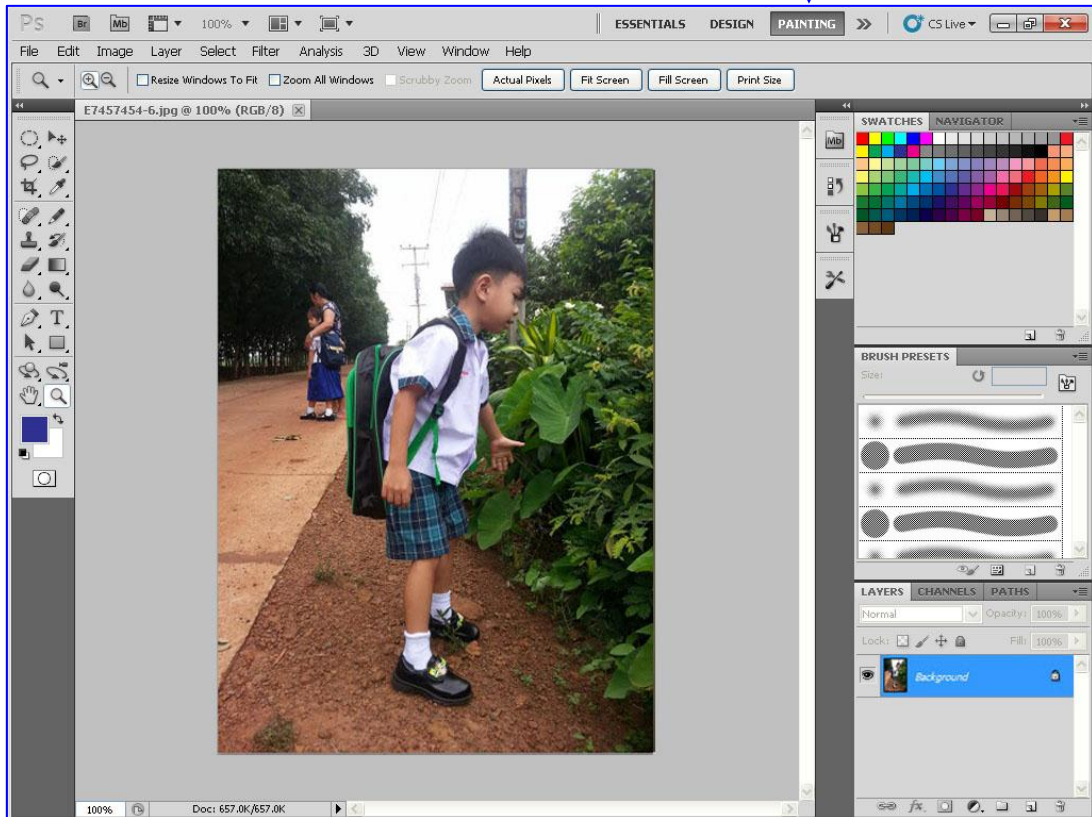 Ps Br Mb 100% ESSENTIALS DESIGN PAINTING CS Live
File Edit Image Layer Select Filter Analysis 3D View Window Help
Resize Windows To Fit Zoom All Windows Scrubby Zoom Actual Pixels Fit Screen Fill Screen Print Size
E7457454-6.jpg @ 100% (RGB/8)
SWATCHES NAVIGATOR
Mb
T
BRUSH PRESETS
Size:
LAYERS CHANNELS PATHS
Normal Opacity: 100%
Lock: Fill: 100%
Background
100% Doc: 657.0K/657.0K
fx.